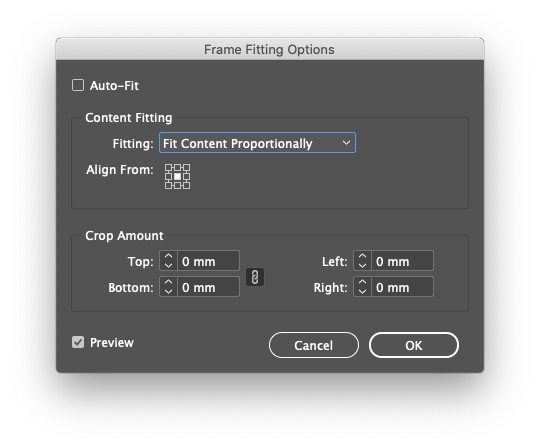 Frame Fitting Options
Auto-Fit
Content Fitting
Fitting: Fit Content Proportionally
Align From:
Crop Amount
Top: 0 mm Left: 0 mm
Bottom: 0 mm Right: 0 mm
Preview Cancel OK